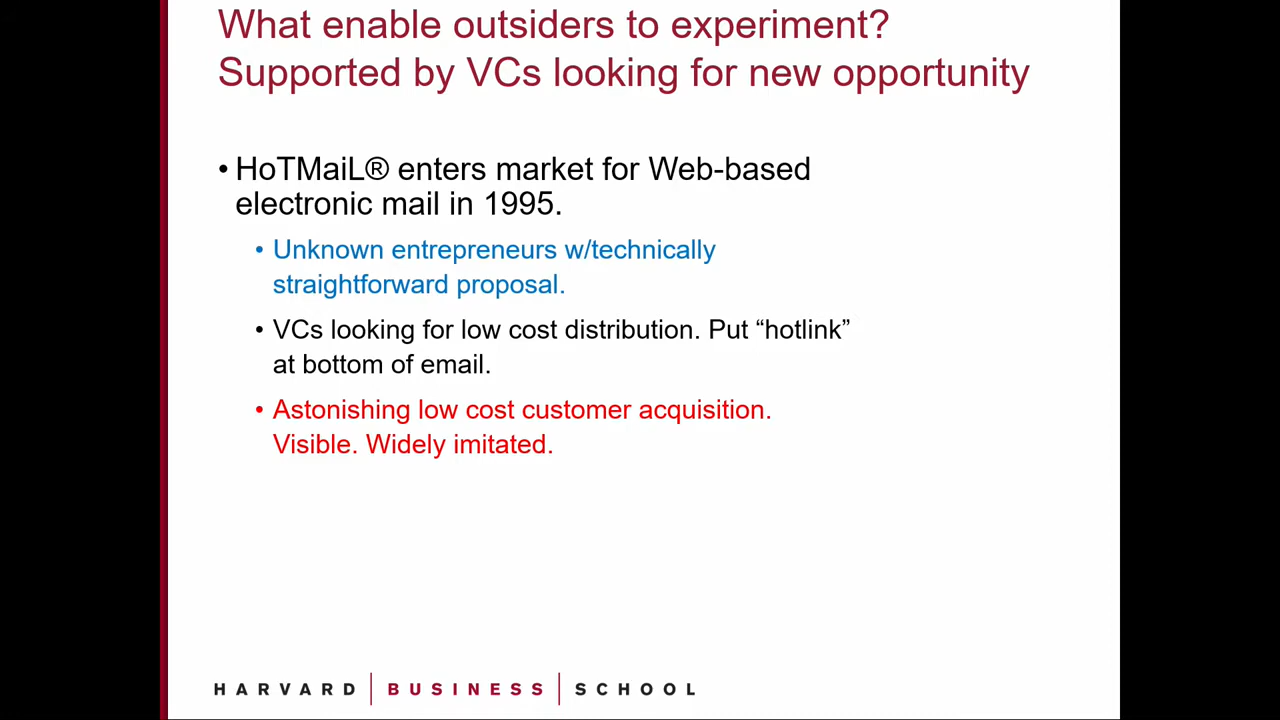 What enable outsiders to experiment?
Supported by VCs looking for new opportunity
• HoTMaiL® enters market for Web-based
electronic mail in 1995.
• Unknown entrepreneurs w/technically
straightforward proposal.
• VCs looking for low cost distribution. Put “hotlink”
at bottom of email.
• Astonishing low cost customer acquisition.
Visible. Widely imitated.
HARVARD | BUSINESS | SCHOOL